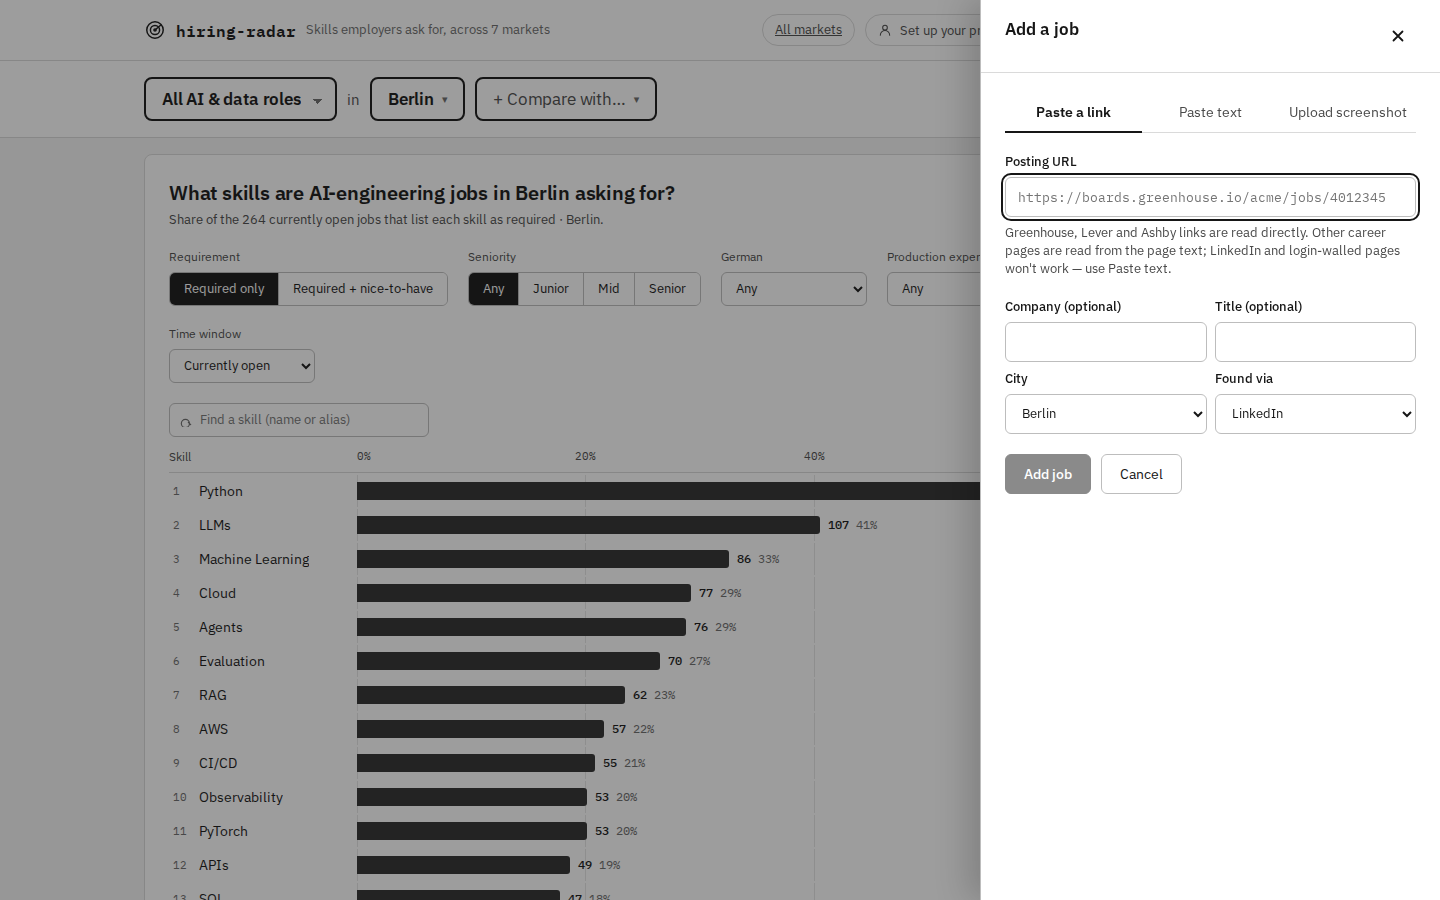 hiring-radar Skills employers ask for, across 7 markets All markets Set up your pr
All AI & data roles in Berlin + Compare with...
What skills are AI-engineering jobs in Berlin asking for?
Share of the 264 currently open jobs that list each skill as required · Berlin.
Requirement Seniority German Production exper
Required only Required + nice-to-have Any Junior Mid Senior Any Any
Time window
Currently open
Find a skill (name or alias)
Skill 0% 20% 40%
1 Python
2 LLMs 107 41%
3 Machine Learning 86 33%
4 Cloud 77 29%
5 Agents 76 29%
6 Evaluation 70 27%
7 RAG 62 23%
8 AWS 57 22%
9 CI/CD 55 21%
10 Observability 53 20%
11 PyTorch 53 20%
12 APIs 49 19%
13 SQL 47 18%
Add a job
Paste a link Paste text Upload screenshot
Posting URL
https://boards.greenhouse.io/acme/jobs/4012345
Greenhouse, Lever and Ashby links are read directly. Other career
pages are read from the page text; LinkedIn and login-walled pages
won't work — use Paste text.
Company (optional) Title (optional)
City Found via
Berlin LinkedIn
Add job Cancel